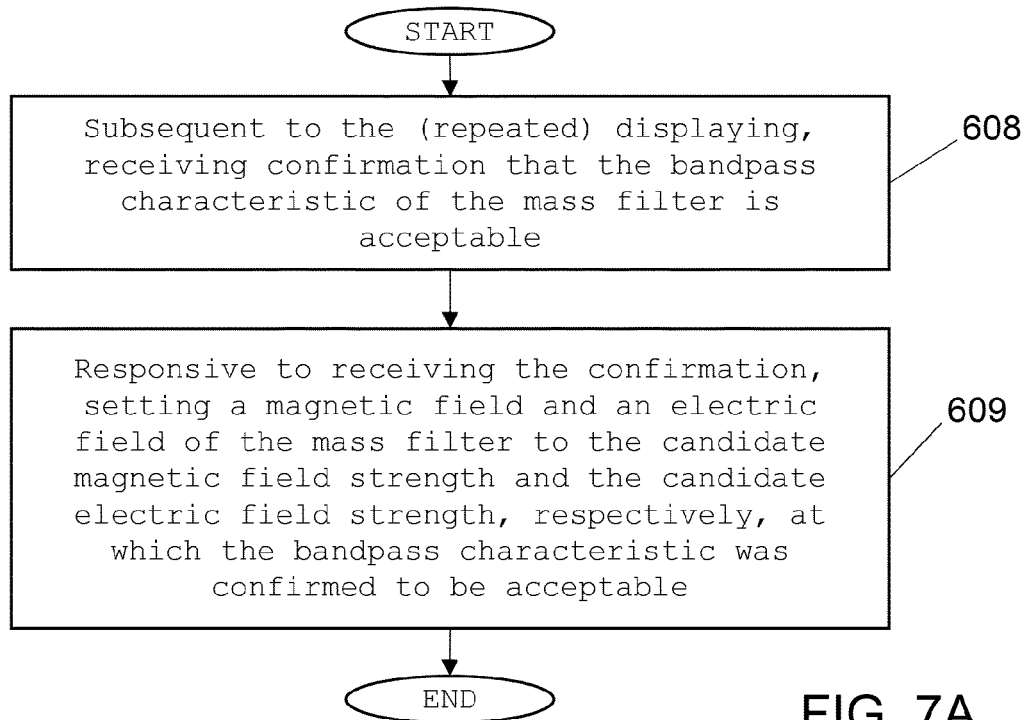 START
Subsequent to the (repeated) displaying,
receiving confirmation that the bandpass
characteristic of the mass filter is
acceptable
608
Responsive to receiving the confirmation,
setting a magnetic field and an electric
field of the mass filter to the candidate
magnetic field strength and the candidate
electric field strength, respectively, at
which the bandpass characteristic was
confirmed to be acceptable
609
END
FIG. 7A